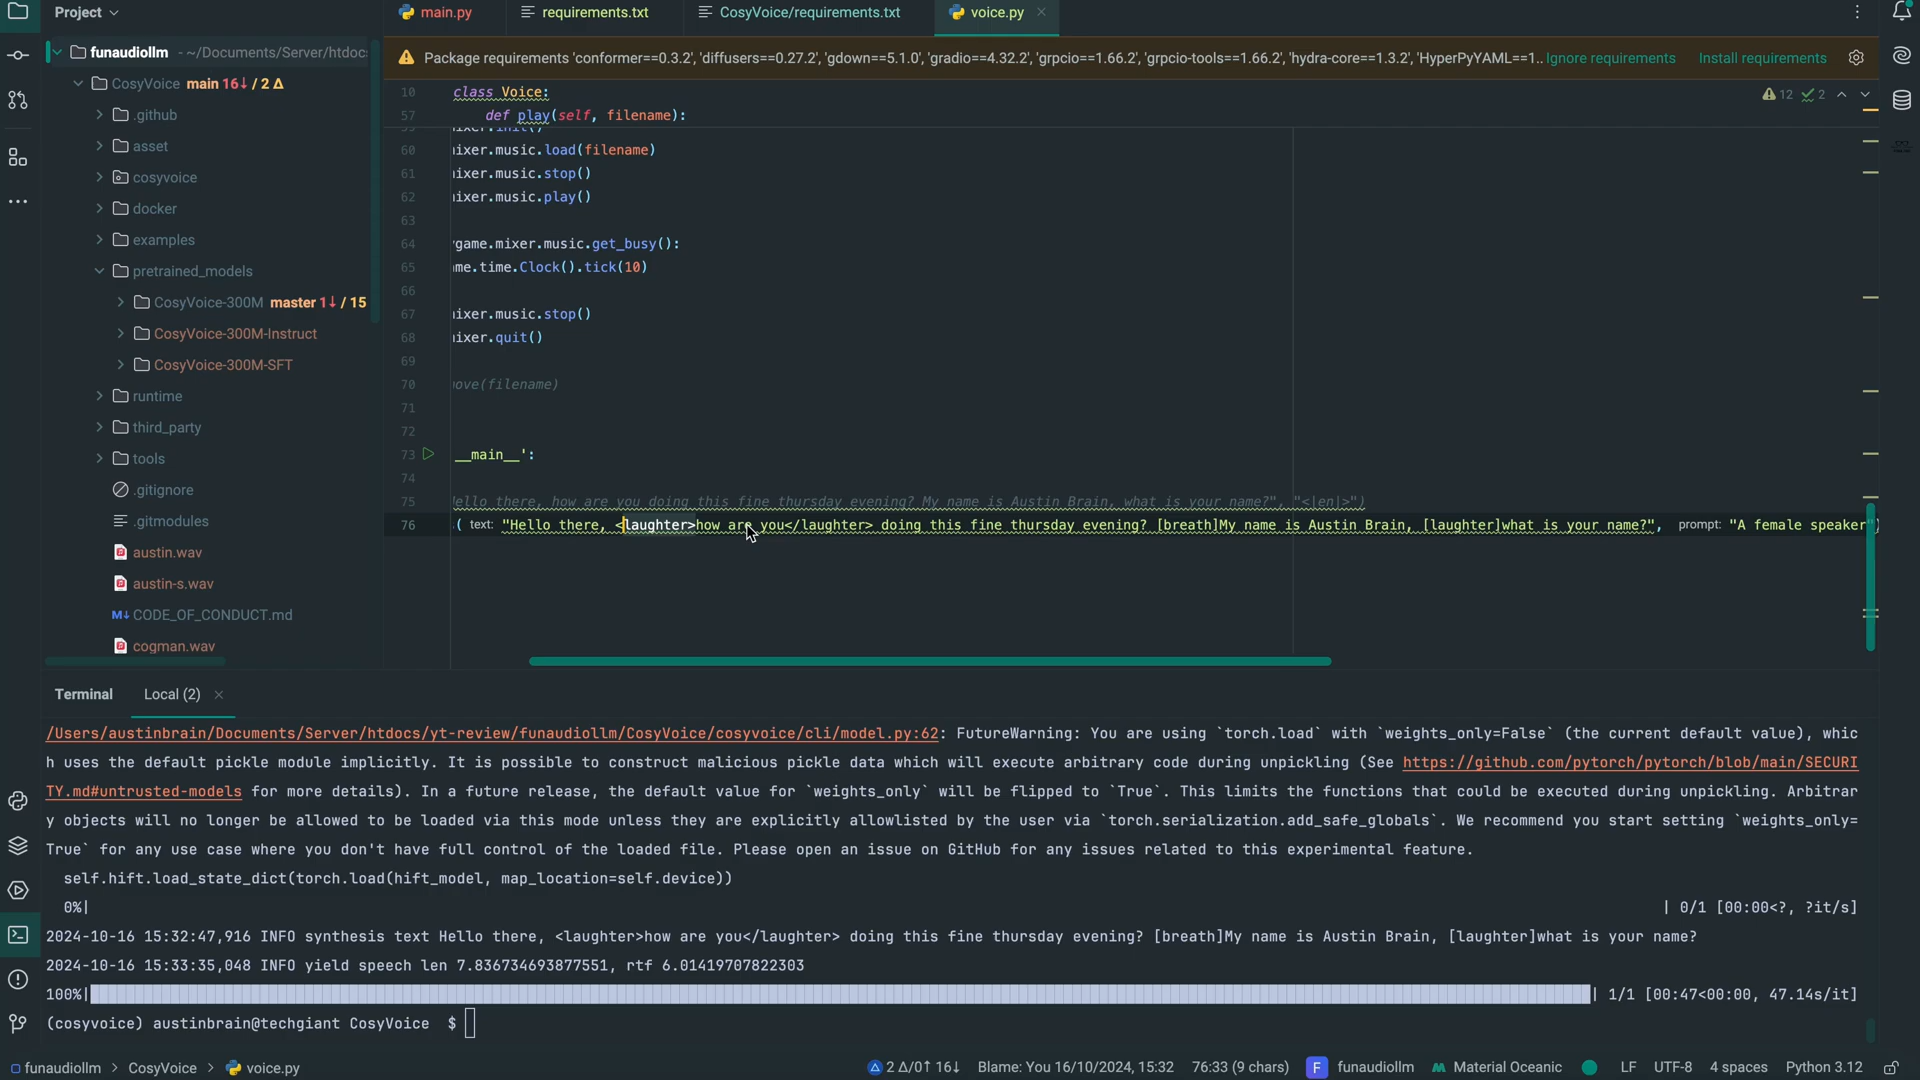 Project
main.py
requirements.txt
CosyVoice/requirements.txt
voice.py
funaudiollm - ~/Documents/Server/htdoc
Package requirements 'conformer==0.3.2', 'diffusers==0.27.2', 'gdown==5.1.0', 'gradio==4.32.2', 'grpcio==1.66.2', 'grpcio-tools==1.66.2', 'hydra-core==1.3.2', 'HyperPyYAML==1... Ignore requirements Install requirements
CosyVoice main 16↓ / 2 Δ
.github
asset
cosyvoice
docker
examples
pretrained_models
CosyVoice-300M master 1↓ / 15
CosyVoice-300M-Instruct
CosyVoice-300M-SFT
runtime
third_party
tools
.gitignore
.gitmodules
austin.wav
austin-s.wav
M↓ CODE_OF_CONDUCT.md
cogman.wav
12 2
10 class Voice:
57 def play(self, filename):
60 ixer.music.load(filename)
61 ixer.music.stop()
62 ixer.music.play()
63
64 ygame.mixer.music.get_busy():
65 me.time.Clock().tick(10)
66
67 ixer.music.stop()
68 ixer.quit()
69
70 ove(filename)
71
72
73 __main__':
74
75 ello there, how are you doing this fine thursday evening? My name is Austin Brain, what is your name?", "<|en|>")
76 ( text: "Hello there, <laughter>how are you</laughter> doing this fine thursday evening? [breath]My name is Austin Brain, [laughter]what is your name?", prompt: "A female speaker")
Terminal Local (2)
/Users/austinbrain/Documents/Server/htdocs/yt-review/funaudiollm/CosyVoice/cosyvoice/cli/model.py:62: FutureWarning: You are using `torch.load` with `weights_only=False` (the current default value), whic
h uses the default pickle module implicitly. It is possible to construct malicious pickle data which will execute arbitrary code during unpickling (See https://github.com/pytorch/pytorch/blob/main/SECURI
TY.md#untrusted-models for more details). In a future release, the default value for `weights_only` will be flipped to `True`. This limits the functions that could be executed during unpickling. Arbitrar
y objects will no longer be allowed to be loaded via this mode unless they are explicitly allowlisted by the user via `torch.serialization.add_safe_globals`. We recommend you start setting `weights_only=
True` for any use case where you don't have full control of the loaded file. Please open an issue on GitHub for any issues related to this experimental feature.
self.hift.load_state_dict(torch.load(hift_model, map_location=self.device))
0%| | 0/1 [00:00<?, ?it/s]
2024-10-16 15:32:47,916 INFO synthesis text Hello there, <laughter>how are you</laughter> doing this fine thursday evening? [breath]My name is Austin Brain, [laughter]what is your name?
2024-10-16 15:33:35,048 INFO yield speech len 7.836734693877551, rtf 6.01419707822303
100%| | 1/1 [00:47<00:00, 47.14s/it]
(cosyvoice) austinbrain@techgiant CosyVoice $
funaudiollm > CosyVoice > voice.py
2 Δ/0↑ 16↓ Blame: You 16/10/2024, 15:32 76:33 (9 chars) F funaudiollm Material Oceanic LF UTF-8 4 spaces Python 3.12